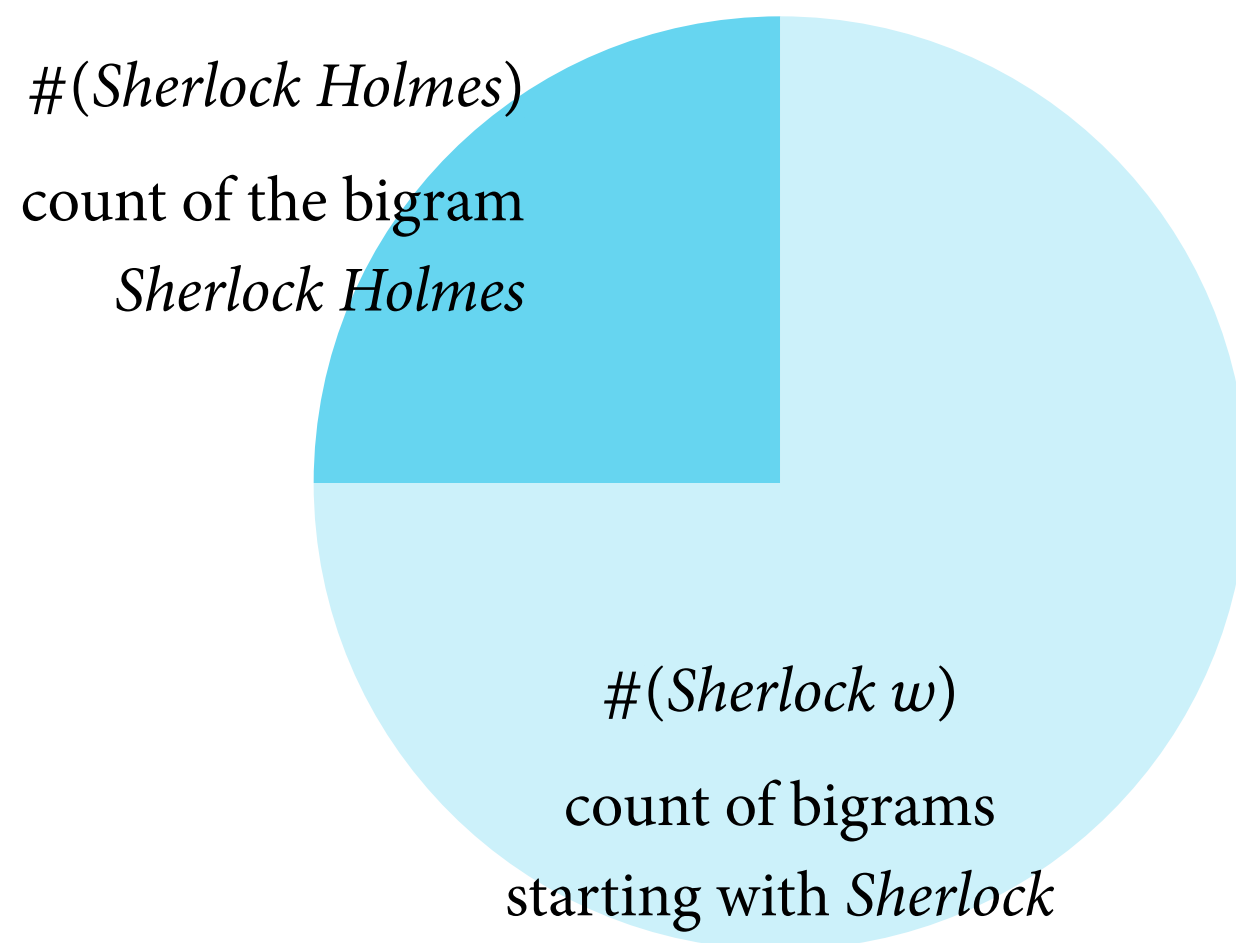 #(Sherlock Holmes)
count of the bigram
Sherlock Holmes
#(Sherlock w)
count of bigrams
starting with Sherlock